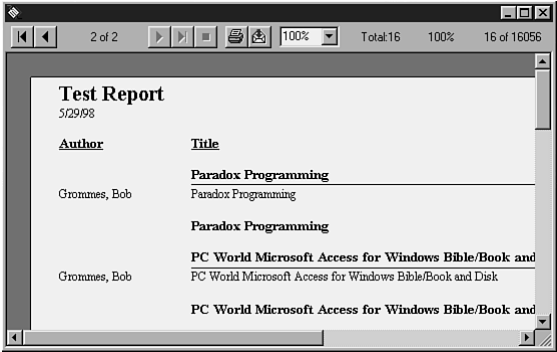 2 of 2 100% Total:16 100% 16 of 16056
Test Report
5/29/98
Author Title
Paradox Programming
Grommes, Bob Paradox Programming
Paradox Programming
PC World Microsoft Access for Windows Bible/Book and
Grommes, Bob PC World Microsoft Access for Windows Bible/Book and Disk
PC World Microsoft Access for Windows Bible/Book and